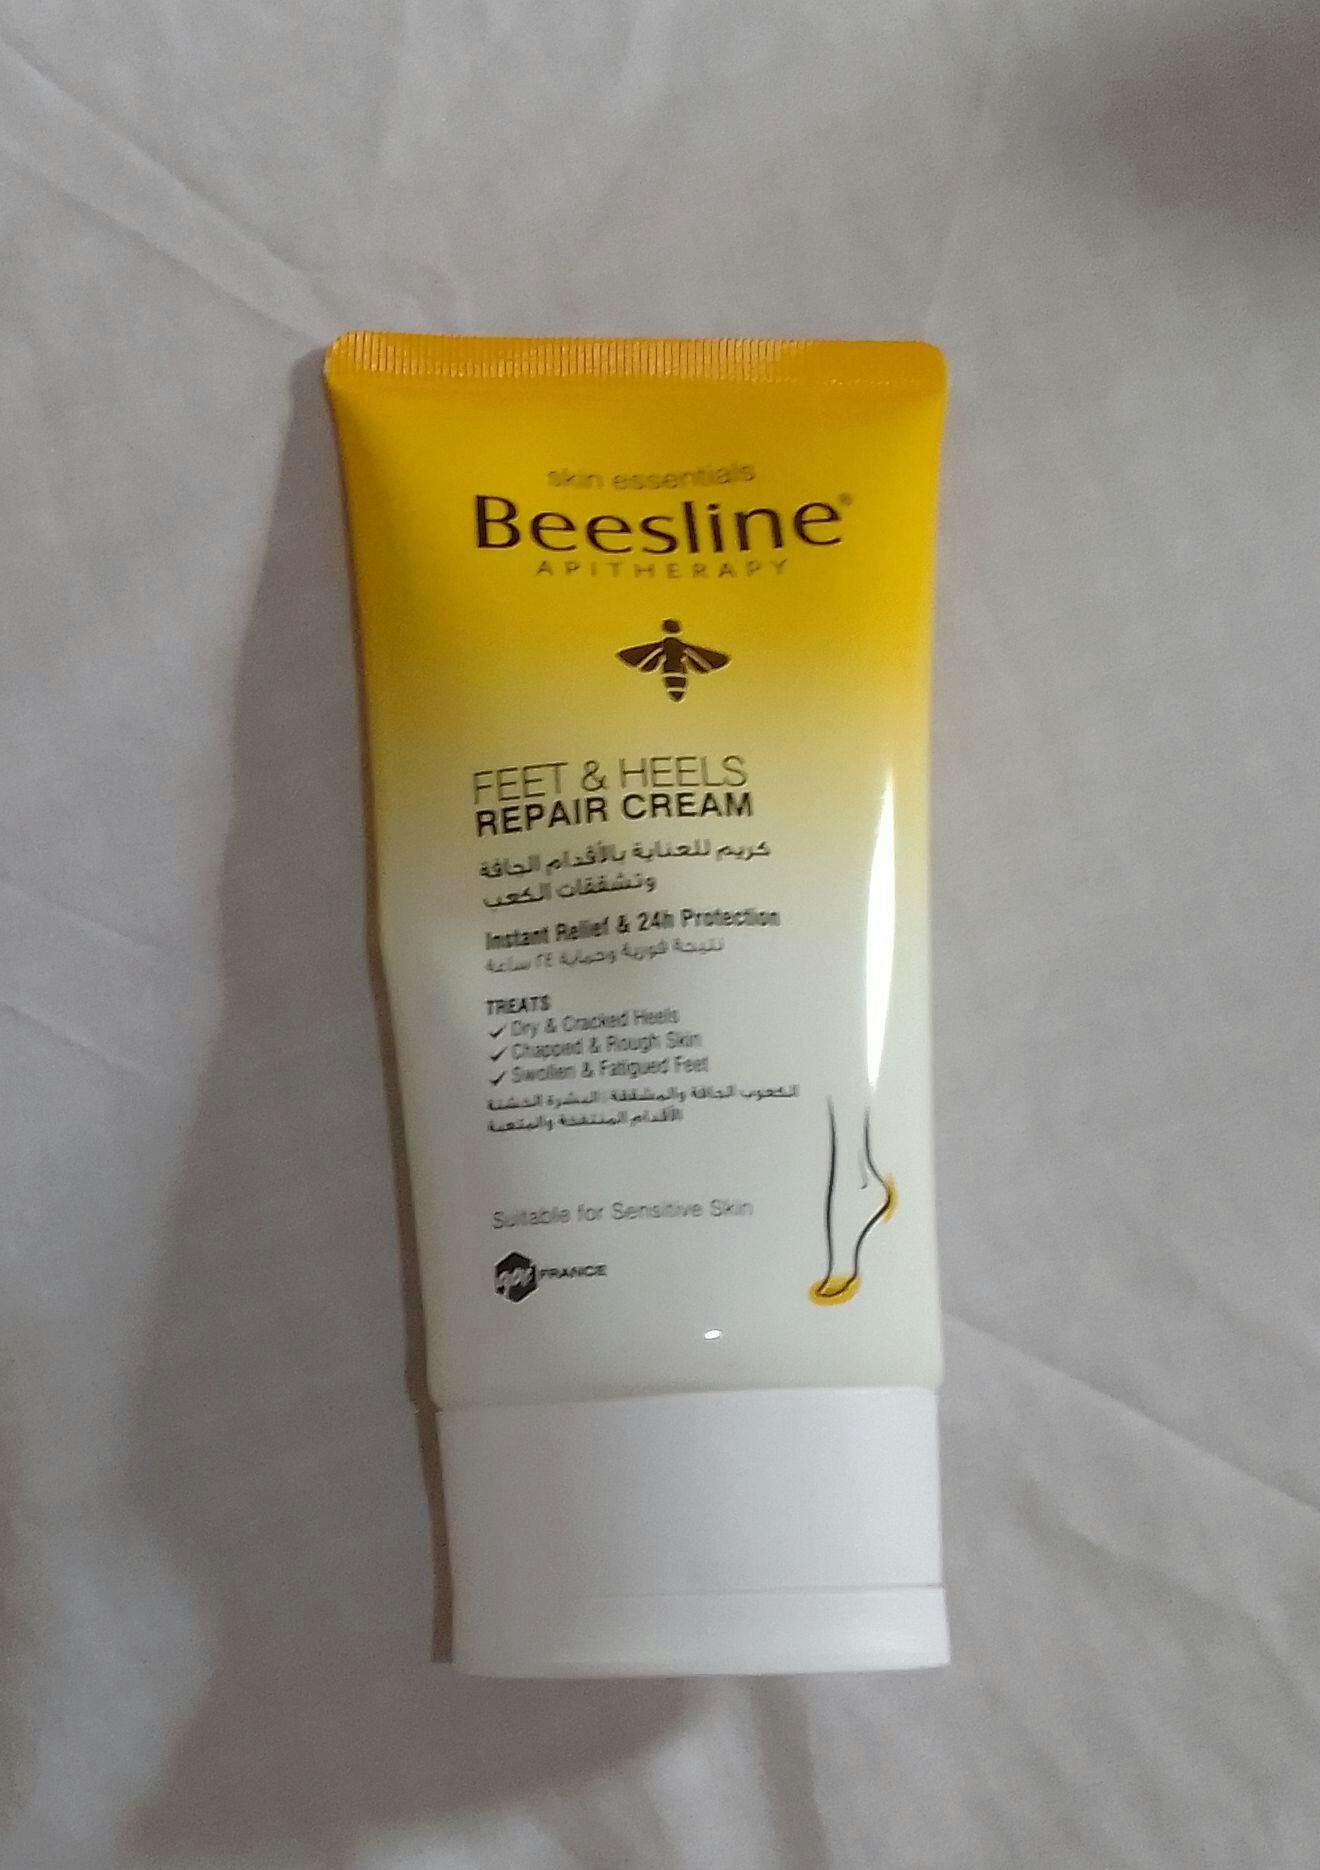 skin essentials
Beesline®
APITHERAPY
FEET & HEELS
REPAIR CREAM
كريم للعناية بالأقدام الجافة
وتشققات الكعب
Instant Relief & 24h Protection
نتيجة فورية وحماية ٢٤ ساعة
TREATS
✓ Dry & Cracked Heels
✓ Chapped & Rough Skin
✓ Swollen & Fatigued Feet
الكعوب الجافة والمشققة | البشرة الخشنة
الأقدام المنتفخة والمتعبة
Suitable for Sensitive Skin
FRANCE